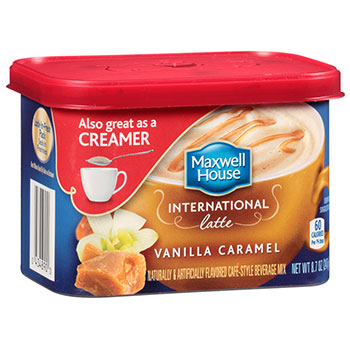 Also great as a
CREAMER
Maxwell
House
INTERNATIONAL
latte
VANILLA CARAMEL
NATURALLY & ARTIFICIALLY FLAVORED CAFÉ-STYLE BEVERAGE MIX
60
CALORIES
NET WT 8.7 OZ